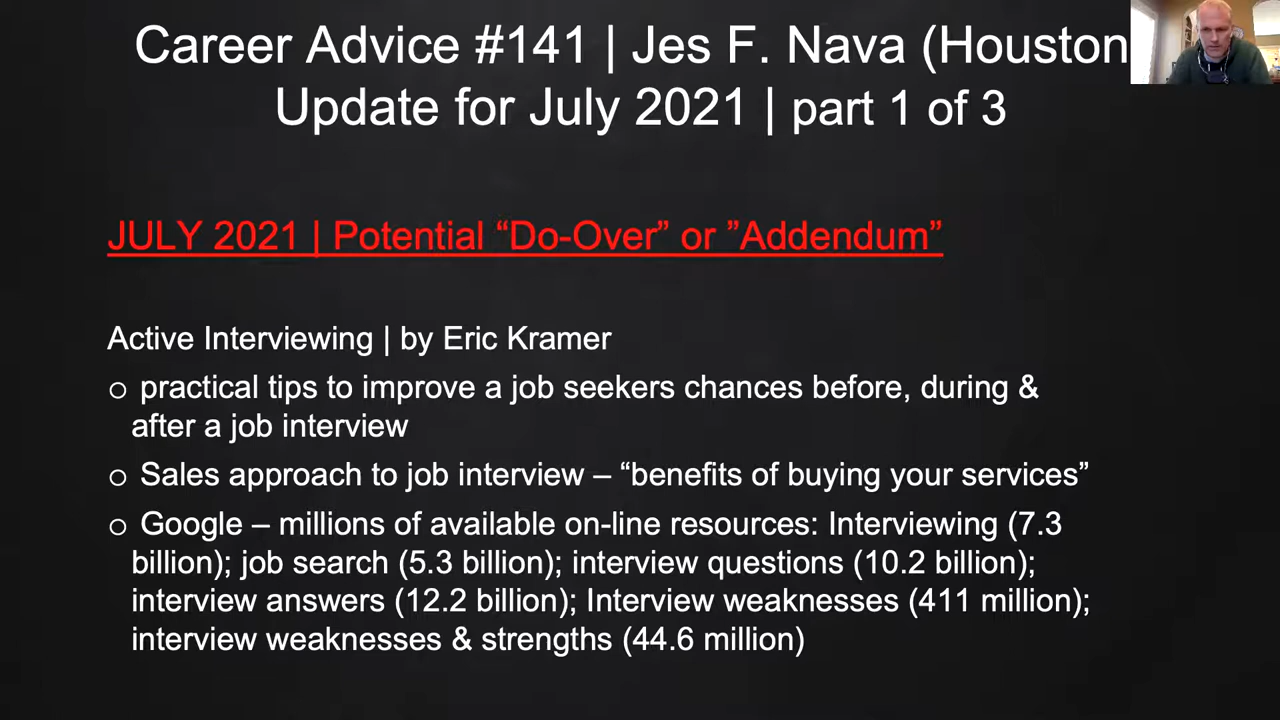 Career Advice #141 | Jes F. Nava (Houston
Update for July 2021 | part 1 of 3
JULY 2021 | Potential “Do-Over” or ”Addendum”
Active Interviewing | by Eric Kramer
o practical tips to improve a job seekers chances before, during &
after a job interview
o Sales approach to job interview – “benefits of buying your services”
o Google – millions of available on-line resources: Interviewing (7.3
billion); job search (5.3 billion); interview questions (10.2 billion);
interview answers (12.2 billion); Interview weaknesses (411 million);
interview weaknesses & strengths (44.6 million)